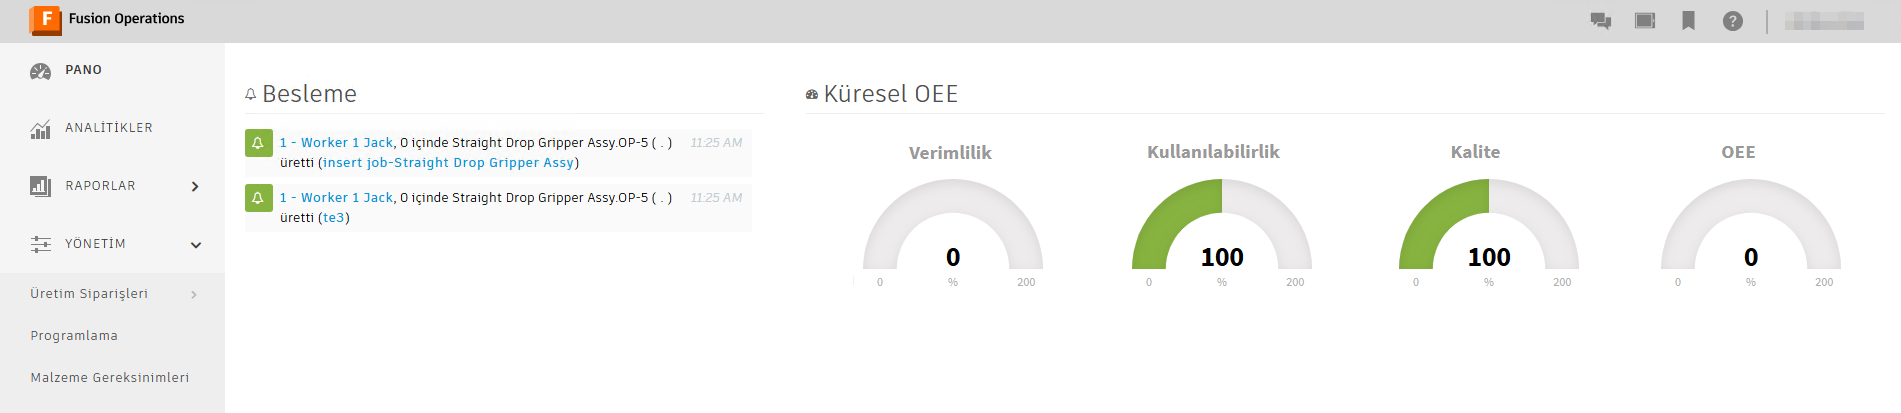 Fusion Operations
PANO
ANALİTİKLER
RAPORLAR
YÖNETİM
Üretim Siparişleri
Programlama
Malzeme Gereksinimleri
Besleme
1 - Worker 1 Jack, 0 içinde Straight Drop Gripper Assy.OP-5 ( . ) 11:25 AM
üretti (insert job-Straight Drop Gripper Assy)
1 - Worker 1 Jack, 0 içinde Straight Drop Gripper Assy.OP-5 ( . ) 11:25 AM
üretti (te3)
Küresel OEE
Verimlilik
0
0 % 200
Kullanılabilirlik
100
0 % 200
Kalite
100
0 % 200
OEE
0
0 % 200